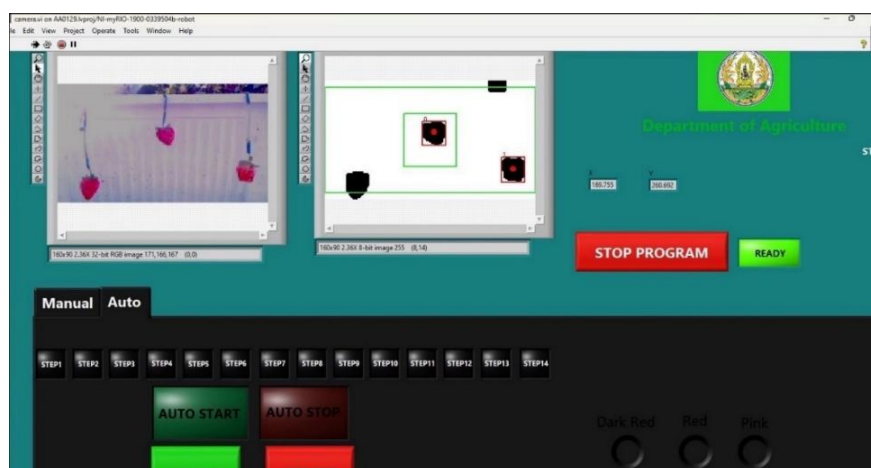 camera.vi on AA0129.lvproj/NI-myRIO-1900-0339504b-robot
le Edit View Project Operate Tools Window Help
Department of Agriculture
ST
X Y
189.755 260.692
160x90 2.36X 32-bit RGB image 171,166,167 (0,0)
160x90 2.36X 8-bit image 255 (8,14)
STOP PROGRAM
READY
Manual Auto
STEP1 STEP2 STEP3 STEP4 STEP5 STEP6 STEP7 STEP8 STEP9 STEP10 STEP11 STEP12 STEP13 STEP14
AUTO START AUTO STOP
Dark Red Red Pink